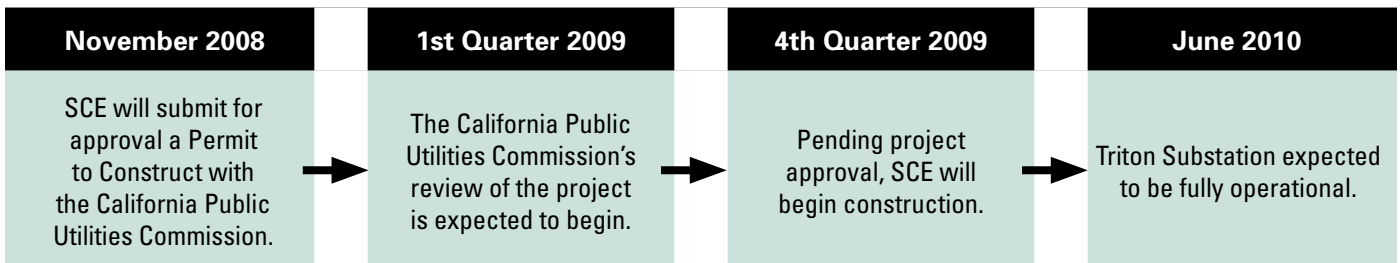 November 2008
SCE will submit for
approval a Permit
to Construct with
the California Public
Utilities Commission.
1st Quarter 2009
The California Public
Utilities Commission's
review of the project
is expected to begin.
4th Quarter 2009
Pending project
approval, SCE will
begin construction.
June 2010
Triton Substation expected
to be fully operational.